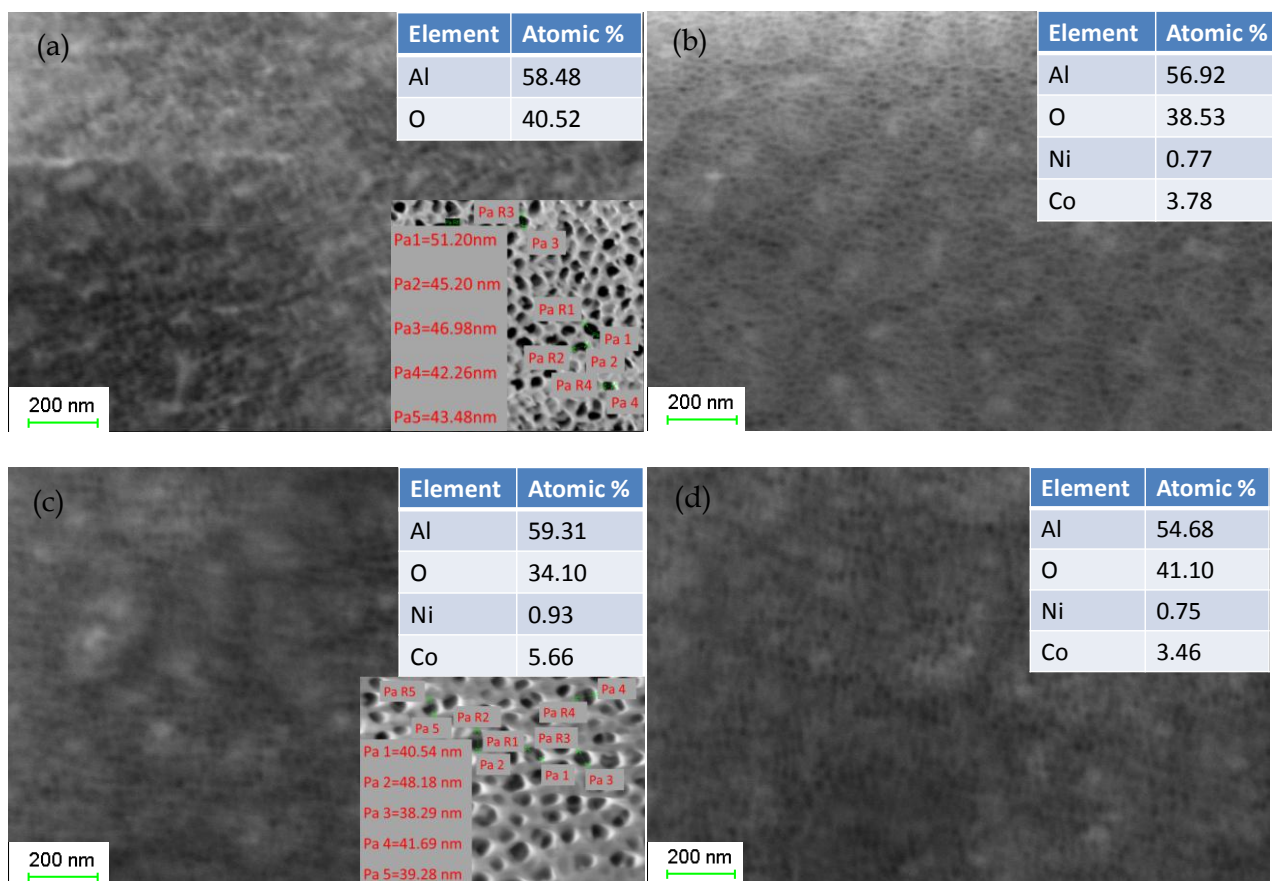 (a)
Element Atomic %
Al 58.48
O 40.52
Pa R3
Pa1=51.20nm
Pa 3
Pa2=45.20 nm
Pa R1
Pa3=46.98nm
Pa 1
Pa R2
Pa 2
Pa4=42.26nm
Pa R4
Pa 4
Pa5=43.48nm
200 nm
(b)
Element Atomic %
Al 56.92
O 38.53
Ni 0.77
Co 3.78
200 nm
(c)
Element Atomic %
Al 59.31
O 34.10
Ni 0.93
Co 5.66
Pa R5
Pa 4
Pa R2
Pa R4
Pa 5
Pa R1
Pa R3
Pa 1=40.54 nm
Pa 2
Pa 1
Pa 3
Pa 2=48.18 nm
Pa 3=38.29 nm
Pa 4=41.69 nm
Pa 5=39.28 nm
200 nm
(d)
Element Atomic %
Al 54.68
O 41.10
Ni 0.75
Co 3.46
200 nm